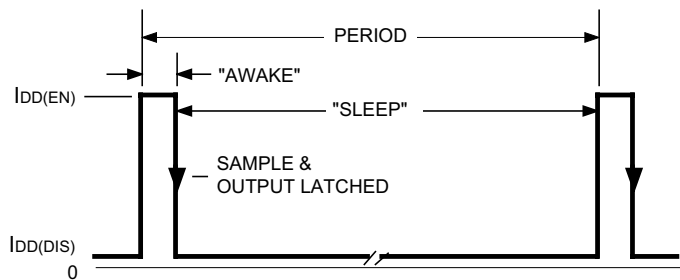 PERIOD
"AWAKE"
IDD(EN)
"SLEEP"
SAMPLE &
OUTPUT LATCHED
IDD(DIS)
0